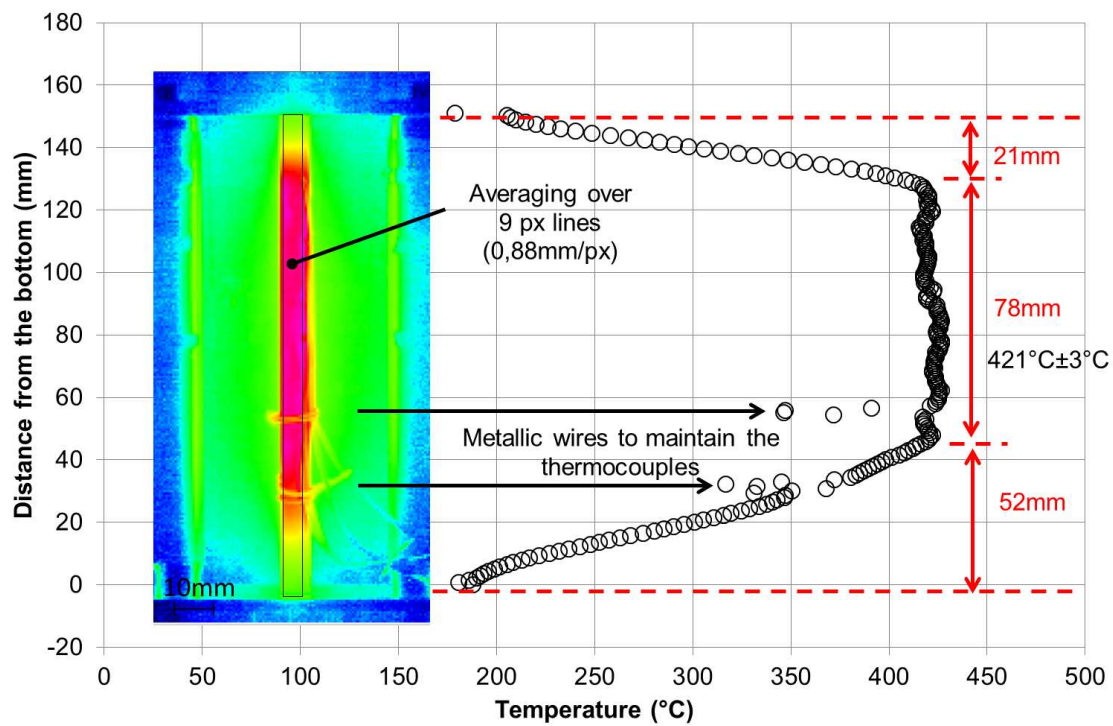 180
160
140
120
100
80
60
40
20
0
-20
Distance from the bottom (mm)
0
50
100
150
200
250
300
350
400
450
500
Temperature (°C)
Averaging over
9 px lines
(0,88mm/px)
Metallic wires to maintain the
thermocouples
21mm
78mm
421°C±3°C
52mm
10mm